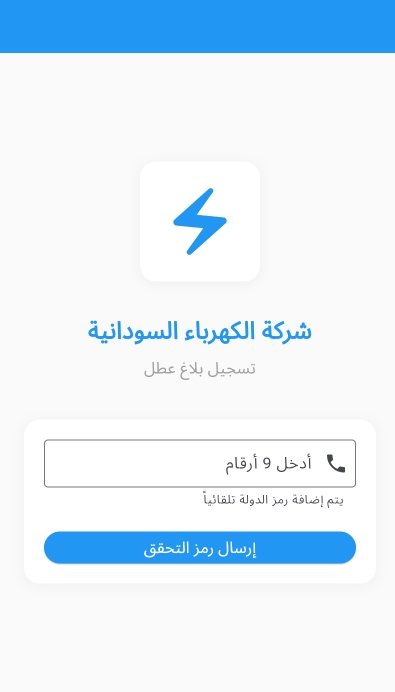 شركة الكهرباء السودانية
تسجيل بلاغ عطل
أدخل 9 أرقام
يتم إضافة رمز الدولة تلقائياً
إرسال رمز التحقق